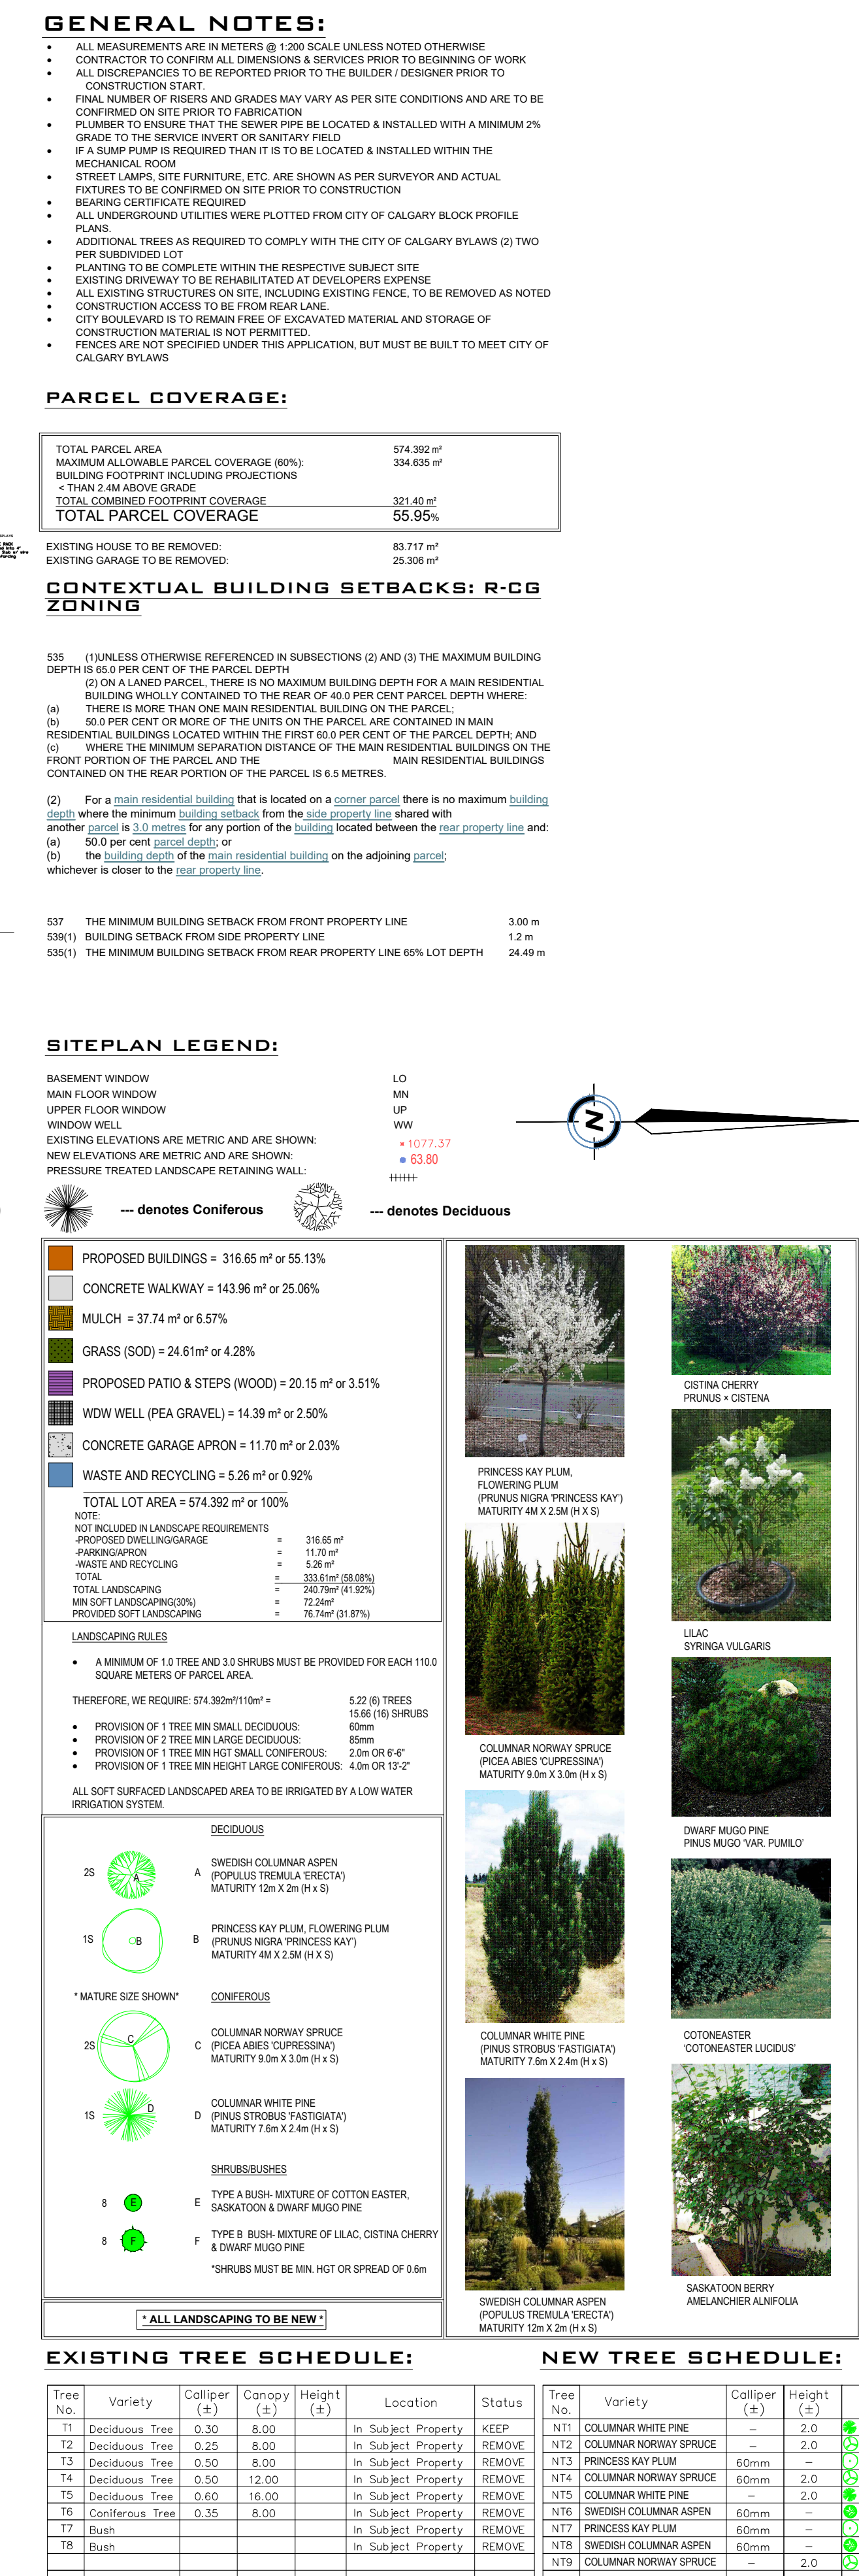 GENERAL NOTES:
• ALL MEASUREMENTS ARE IN METERS @ 1:200 SCALE UNLESS NOTED OTHERWISE
• CONTRACTOR TO CONFIRM ALL DIMENSIONS & SERVICES PRIOR TO BEGINNING OF WORK
• ALL DISCREPANCIES TO BE REPORTED PRIOR TO THE BUILDER / DESIGNER PRIOR TO
CONSTRUCTION START.
• FINAL NUMBER OF RISERS AND GRADES MAY VARY AS PER SITE CONDITIONS AND ARE TO BE
CONFIRMED ON SITE PRIOR TO FABRICATION
• PLUMBER TO ENSURE THAT THE SEWER PIPE BE LOCATED & INSTALLED WITH A MINIMUM 2%
GRADE TO THE SERVICE INVERT OR SANITARY FIELD
• IF A SUMP PUMP IS REQUIRED THAN IT IS TO BE LOCATED & INSTALLED WITHIN THE
MECHANICAL ROOM
• STREET LAMPS, SITE FURNITURE, ETC. ARE SHOWN AS PER SURVEYOR AND ACTUAL
FIXTURES TO BE CONFIRMED ON SITE PRIOR TO CONSTRUCTION
• BEARING CERTIFICATE REQUIRED
• ALL UNDERGROUND UTILITIES WERE PLOTTED FROM CITY OF CALGARY BLOCK PROFILE
PLANS.
• ADDITIONAL TREES AS REQUIRED TO COMPLY WITH THE CITY OF CALGARY BYLAWS (2) TWO
PER SUBDIVIDED LOT
• PLANTING TO BE COMPLETE WITHIN THE RESPECTIVE SUBJECT SITE
• EXISTING DRIVEWAY TO BE REHABILITATED AT DEVELOPERS EXPENSE
• ALL EXISTING STRUCTURES ON SITE, INCLUDING EXISTING FENCE, TO BE REMOVED AS NOTED
• CONSTRUCTION ACCESS TO BE FROM REAR LANE.
• CITY BOULEVARD IS TO REMAIN FREE OF EXCAVATED MATERIAL AND STORAGE OF
CONSTRUCTION MATERIAL IS NOT PERMITTED.
• FENCES ARE NOT SPECIFIED UNDER THIS APPLICATION, BUT MUST BE BUILT TO MEET CITY OF
CALGARY BYLAWS
PARCEL COVERAGE:
TOTAL PARCEL AREA 574.392 m²
MAXIMUM ALLOWABLE PARCEL COVERAGE (60%): 334.635 m²
BUILDING FOOTPRINT INCLUDING PROJECTIONS
< THAN 2.4M ABOVE GRADE
TOTAL COMBINED FOOTPRINT COVERAGE 321.40 m²
TOTAL PARCEL COVERAGE 55.95%
EXISTING HOUSE TO BE REMOVED: 83.717 m²
EXISTING GARAGE TO BE REMOVED: 25.306 m²
CONTEXTUAL BUILDING SETBACKS: R-CG
ZONING
535 (1)UNLESS OTHERWISE REFERENCED IN SUBSECTIONS (2) AND (3) THE MAXIMUM BUILDING
DEPTH IS 65.0 PER CENT OF THE PARCEL DEPTH
(2) ON A LANED PARCEL, THERE IS NO MAXIMUM BUILDING DEPTH FOR A MAIN RESIDENTIAL
BUILDING WHOLLY CONTAINED TO THE REAR OF 40.0 PER CENT PARCEL DEPTH WHERE:
(a) THERE IS MORE THAN ONE MAIN RESIDENTIAL BUILDING ON THE PARCEL;
(b) 50.0 PER CENT OR MORE OF THE UNITS ON THE PARCEL ARE CONTAINED IN MAIN
RESIDENTIAL BUILDINGS LOCATED WITHIN THE FIRST 60.0 PER CENT OF THE PARCEL DEPTH; AND
(c) WHERE THE MINIMUM SEPARATION DISTANCE OF THE MAIN RESIDENTIAL BUILDINGS ON THE
FRONT PORTION OF THE PARCEL AND THE MAIN RESIDENTIAL BUILDINGS
CONTAINED ON THE REAR PORTION OF THE PARCEL IS 6.5 METRES.
(2) For a main residential building that is located on a corner parcel there is no maximum building
depth where the minimum building setback from the side property line shared with
another parcel is 3.0 metres for any portion of the building located between the rear property line and:
(a) 50.0 per cent parcel depth; or
(b) the building depth of the main residential building on the adjoining parcel;
whichever is closer to the rear property line.
537 THE MINIMUM BUILDING SETBACK FROM FRONT PROPERTY LINE 3.00 m
539(1) BUILDING SETBACK FROM SIDE PROPERTY LINE 1.2 m
535(1) THE MINIMUM BUILDING SETBACK FROM REAR PROPERTY LINE 65% LOT DEPTH 24.49 m
SITEPLAN LEGEND:
BASEMENT WINDOW LO
MAIN FLOOR WINDOW MN
UPPER FLOOR WINDOW UP
WINDOW WELL WW
EXISTING ELEVATIONS ARE METRIC AND ARE SHOWN: × 1077.37
NEW ELEVATIONS ARE METRIC AND ARE SHOWN: 63.80
PRESSURE TREATED LANDSCAPE RETAINING WALL:
N
--- denotes Coniferous --- denotes Deciduous
PROPOSED BUILDINGS = 316.65 m² or 55.13%
CONCRETE WALKWAY = 143.96 m² or 25.06%
MULCH = 37.74 m² or 6.57%
GRASS (SOD) = 24.61m² or 4.28%
PROPOSED PATIO & STEPS (WOOD) = 20.15 m² or 3.51%
WDW WELL (PEA GRAVEL) = 14.39 m² or 2.50%
CONCRETE GARAGE APRON = 11.70 m² or 2.03%
WASTE AND RECYCLING = 5.26 m² or 0.92%
TOTAL LOT AREA = 574.392 m² or 100%
NOTE:
NOT INCLUDED IN LANDSCAPE REQUIREMENTS
-PROPOSED DWELLING/GARAGE = 316.65 m²
-PARKING/APRON = 11.70 m²
-WASTE AND RECYCLING = 5.26 m²
TOTAL = 333.61m² (58.08%)
TOTAL LANDSCAPING = 240.79m² (41.92%)
MIN SOFT LANDSCAPING(30%) = 72.24m²
PROVIDED SOFT LANDSCAPING = 76.74m² (31.87%)
LANDSCAPING RULES
• A MINIMUM OF 1.0 TREE AND 3.0 SHRUBS MUST BE PROVIDED FOR EACH 110.0
SQUARE METERS OF PARCEL AREA.
THEREFORE, WE REQUIRE: 574.392m²/110m² = 5.22 (6) TREES
15.66 (16) SHRUBS
• PROVISION OF 1 TREE MIN SMALL DECIDUOUS: 60mm
• PROVISION OF 2 TREE MIN LARGE DECIDUOUS: 85mm
• PROVISION OF 1 TREE MIN HGT SMALL CONIFEROUS: 2.0m OR 6'-6"
• PROVISION OF 1 TREE MIN HEIGHT LARGE CONIFEROUS: 4.0m OR 13'-2"
ALL SOFT SURFACED LANDSCAPED AREA TO BE IRRIGATED BY A LOW WATER
IRRIGATION SYSTEM.
DECIDUOUS
2S A A SWEDISH COLUMNAR ASPEN
(POPULUS TREMULA 'ERECTA')
MATURITY 12m X 2m (H x S)
1S B B PRINCESS KAY PLUM, FLOWERING PLUM
(PRUNUS NIGRA 'PRINCESS KAY')
MATURITY 4M X 2.5M (H X S)
* MATURE SIZE SHOWN* CONIFEROUS
2S C C COLUMNAR NORWAY SPRUCE
(PICEA ABIES 'CUPRESSINA')
MATURITY 9.0m X 3.0m (H x S)
1S D D COLUMNAR WHITE PINE
(PINUS STROBUS 'FASTIGIATA')
MATURITY 7.6m X 2.4m (H x S)
SHRUBS/BUSHES
8 E E TYPE A BUSH- MIXTURE OF COTTON EASTER,
SASKATOON & DWARF MUGO PINE
8 F F TYPE B BUSH- MIXTURE OF LILAC, CISTINA CHERRY
& DWARF MUGO PINE
*SHRUBS MUST BE MIN. HGT OR SPREAD OF 0.6m
* ALL LANDSCAPING TO BE NEW *
PRINCESS KAY PLUM,
FLOWERING PLUM
(PRUNUS NIGRA 'PRINCESS KAY')
MATURITY 4M X 2.5M (H X S)
COLUMNAR NORWAY SPRUCE
(PICEA ABIES 'CUPRESSINA')
MATURITY 9.0m X 3.0m (H x S)
COLUMNAR WHITE PINE
(PINUS STROBUS 'FASTIGIATA')
MATURITY 7.6m X 2.4m (H x S)
SWEDISH COLUMNAR ASPEN
(POPULUS TREMULA 'ERECTA')
MATURITY 12m X 2m (H x S)
CISTINA CHERRY
PRUNUS × CISTENA
LILAC
SYRINGA VULGARIS
DWARF MUGO PINE
PINUS MUGO 'VAR. PUMILO'
COTONEASTER
'COTONEASTER LUCIDUS'
SASKATOON BERRY
AMELANCHIER ALNIFOLIA
EXISTING TREE SCHEDULE:
Tree No. Variety Calliper (±) Canopy (±) Height (±) Location Status
T1 Deciduous Tree 0.30 8.00 In Subject Property KEEP
T2 Deciduous Tree 0.25 8.00 In Subject Property REMOVE
T3 Deciduous Tree 0.50 8.00 In Subject Property REMOVE
T4 Deciduous Tree 0.50 12.00 In Subject Property REMOVE
T5 Deciduous Tree 0.60 16.00 In Subject Property REMOVE
T6 Coniferous Tree 0.35 8.00 In Subject Property REMOVE
T7 Bush In Subject Property REMOVE
T8 Bush In Subject Property REMOVE
NEW TREE SCHEDULE:
Tree No. Variety Calliper (±) Height (±)
NT1 COLUMNAR WHITE PINE – 2.0
NT2 COLUMNAR NORWAY SPRUCE – 2.0
NT3 PRINCESS KAY PLUM 60mm –
NT4 COLUMNAR NORWAY SPRUCE 60mm 2.0
NT5 COLUMNAR WHITE PINE – 2.0
NT6 SWEDISH COLUMNAR ASPEN 60mm –
NT7 PRINCESS KAY PLUM 60mm –
NT8 SWEDISH COLUMNAR ASPEN 60mm –
NT9 COLUMNAR NORWAY SPRUCE – 2.0